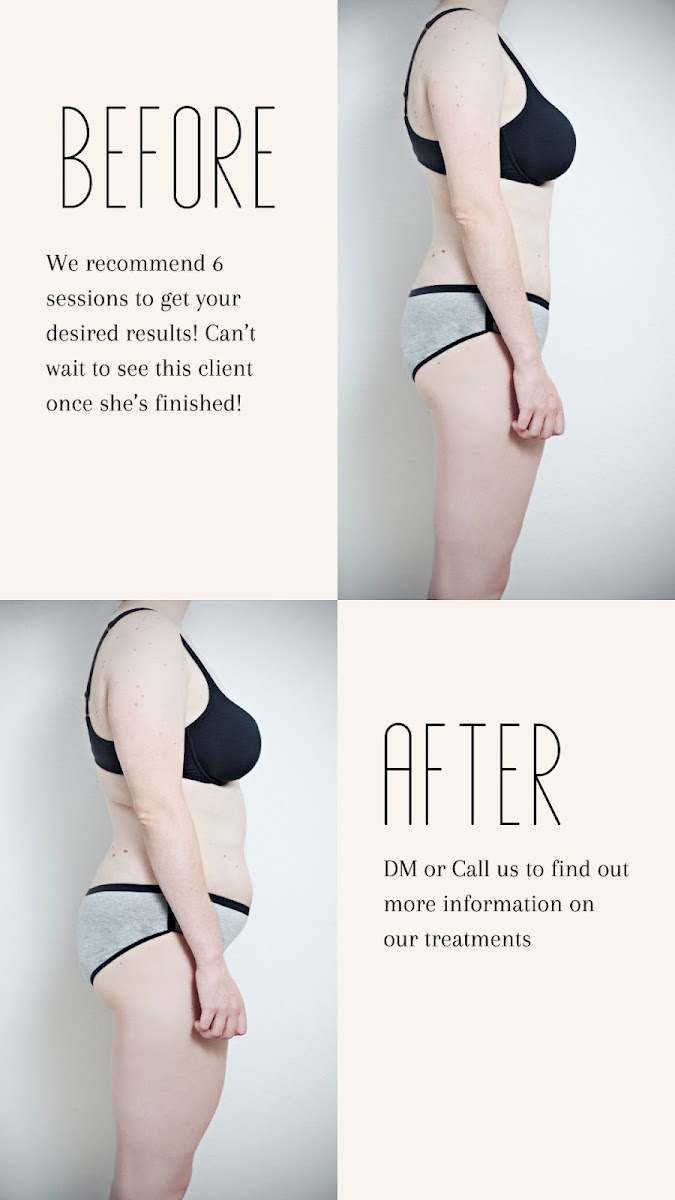 BEFORE
We recommend 6
sessions to get your
desired results! Can't
wait to see this client
once she's finished!
AFTER
DM or Call us to find out
more information on
our treatments